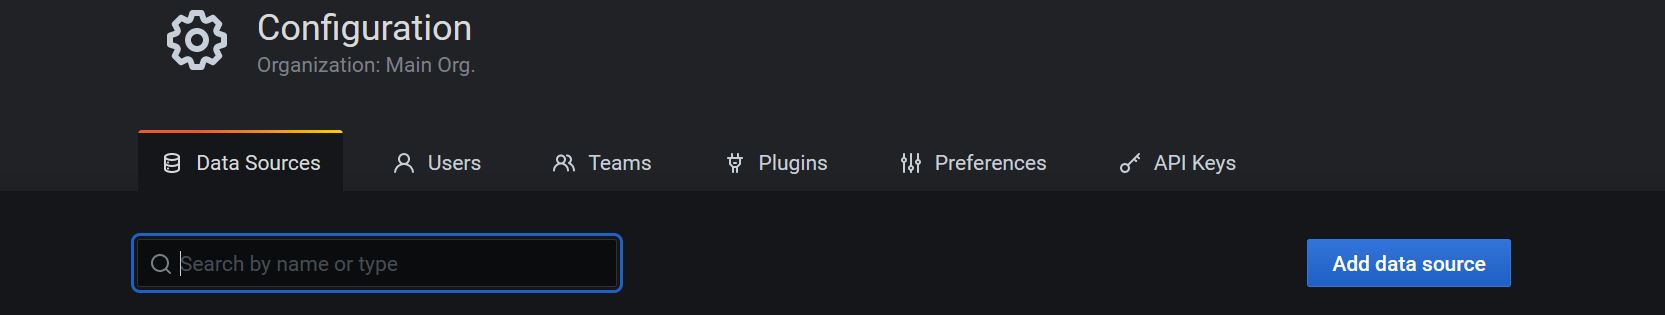 Configuration
Organization: Main Org.
Data Sources Users Teams Plugins Preferences API Keys
Search by name or type Add data source